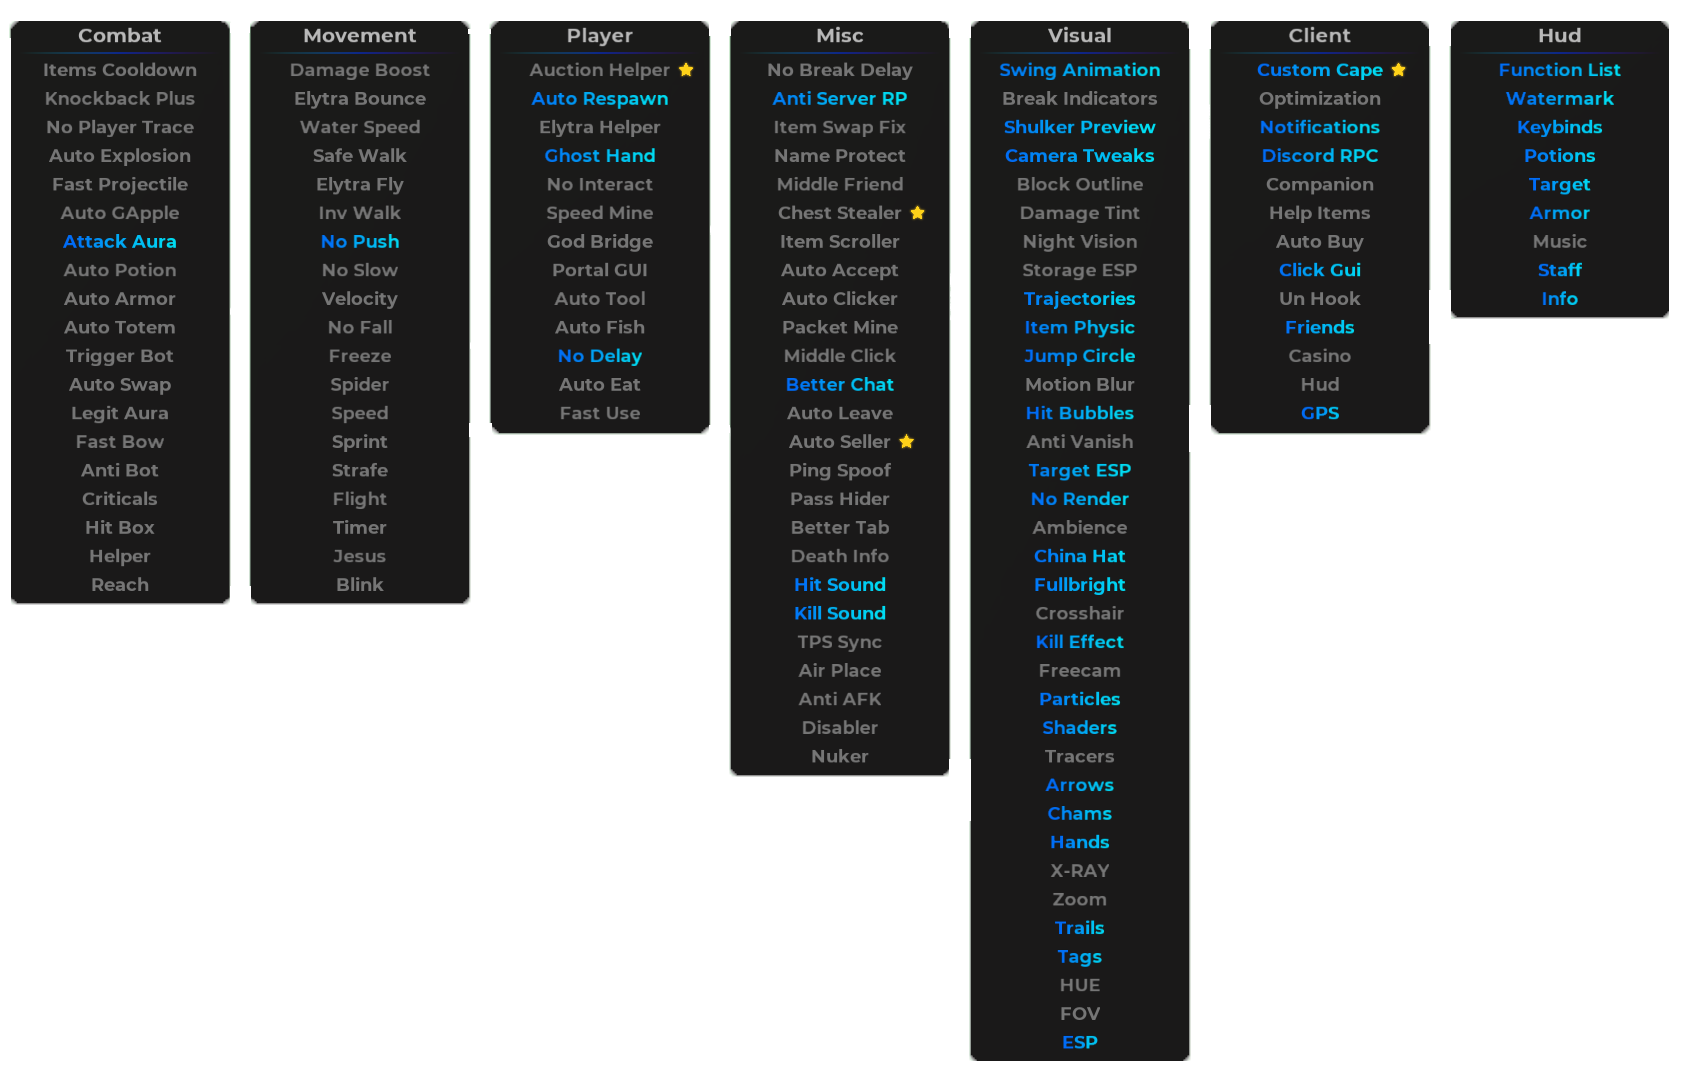 Combat
Items Cooldown
Knockback Plus
No Player Trace
Auto Explosion
Fast Projectile
Auto GApple
Attack Aura
Auto Potion
Auto Armor
Auto Totem
Trigger Bot
Auto Swap
Legit Aura
Fast Bow
Anti Bot
Criticals
Hit Box
Helper
Reach
Movement
Damage Boost
Elytra Bounce
Water Speed
Safe Walk
Elytra Fly
Inv Walk
No Push
No Slow
Velocity
No Fall
Freeze
Spider
Speed
Sprint
Strafe
Flight
Timer
Jesus
Blink
Player
Auction Helper
Auto Respawn
Elytra Helper
Ghost Hand
No Interact
Speed Mine
God Bridge
Portal GUI
Auto Tool
Auto Fish
No Delay
Auto Eat
Fast Use
Misc
No Break Delay
Anti Server RP
Item Swap Fix
Name Protect
Middle Friend
Chest Stealer
Item Scroller
Auto Accept
Auto Clicker
Packet Mine
Middle Click
Better Chat
Auto Leave
Auto Seller
Ping Spoof
Pass Hider
Better Tab
Death Info
Hit Sound
Kill Sound
TPS Sync
Air Place
Anti AFK
Disabler
Nuker
Visual
Swing Animation
Break Indicators
Shulker Preview
Camera Tweaks
Block Outline
Damage Tint
Night Vision
Storage ESP
Trajectories
Item Physic
Jump Circle
Motion Blur
Hit Bubbles
Anti Vanish
Target ESP
No Render
Ambience
China Hat
Fullbright
Crosshair
Kill Effect
Freecam
Particles
Shaders
Tracers
Arrows
Chams
Hands
X-RAY
Zoom
Trails
Tags
HUE
FOV
ESP
Client
Custom Cape
Optimization
Notifications
Discord RPC
Companion
Help Items
Auto Buy
Click Gui
Un Hook
Friends
Casino
Hud
GPS
Hud
Function List
Watermark
Keybinds
Potions
Target
Armor
Music
Staff
Info